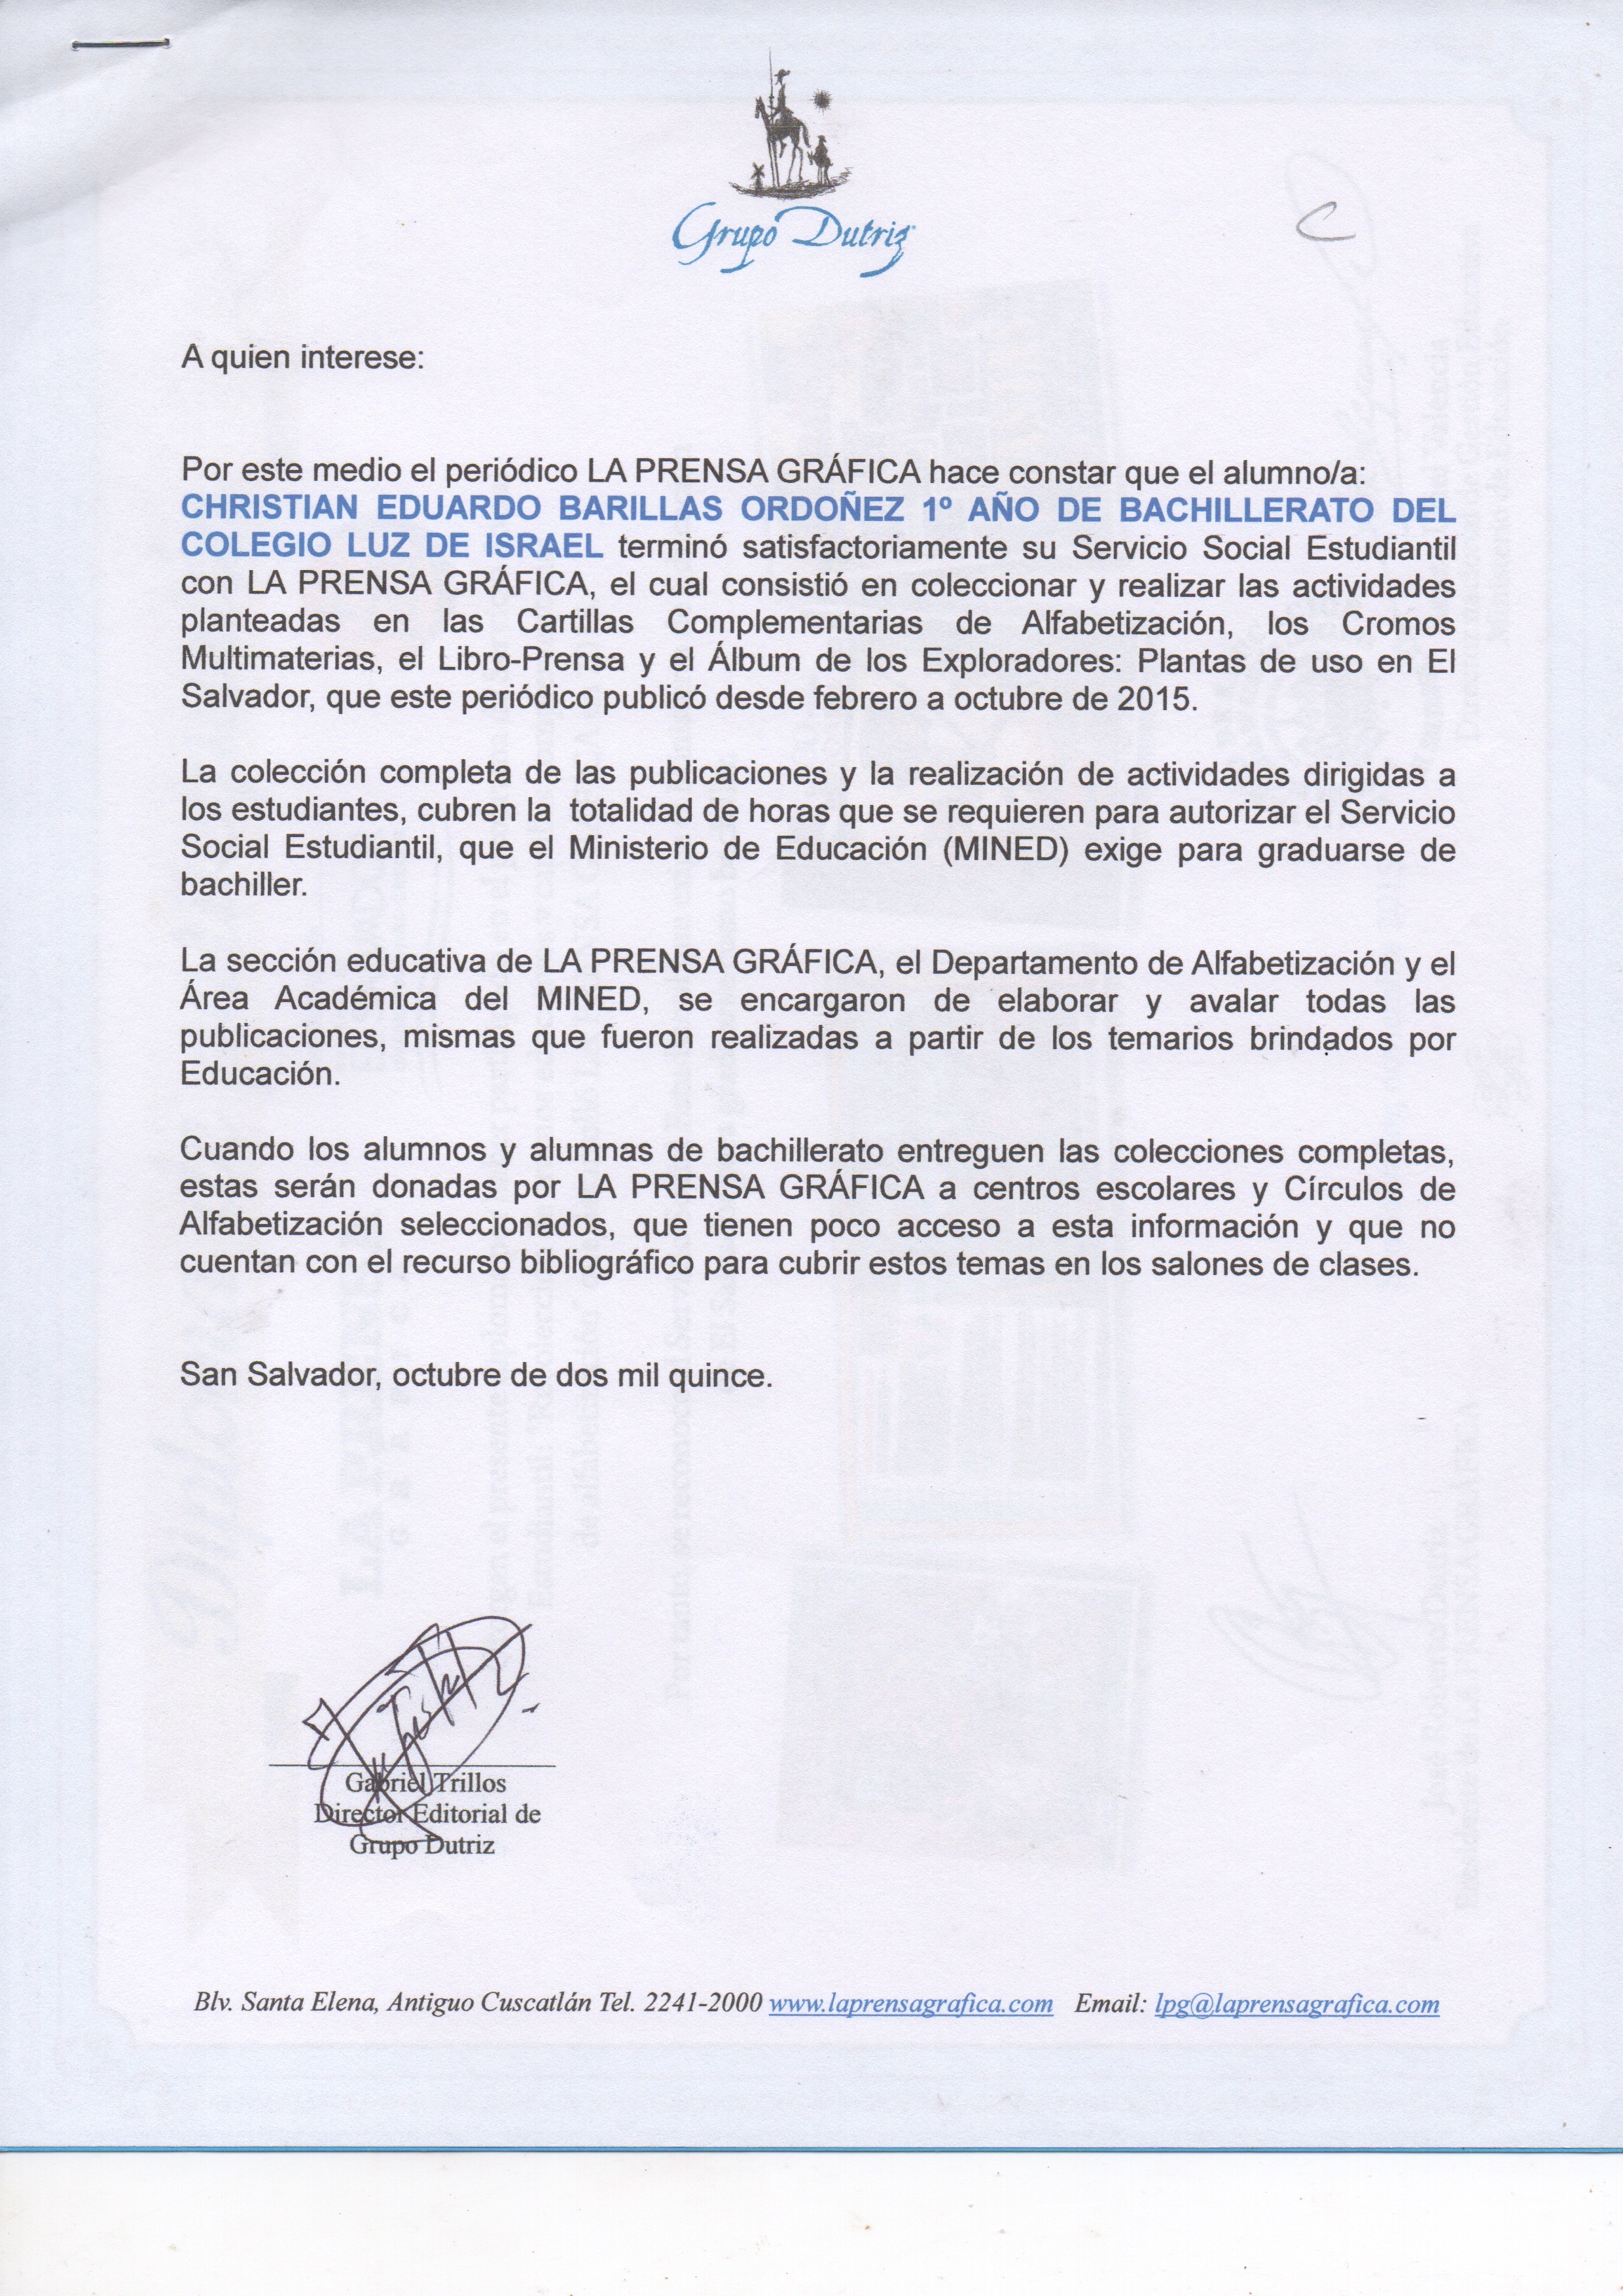 Grupo Dutriz
C
A quien interese:
Por este medio el periódico LA PRENSA GRÁFICA hace constar que el alumno/a:
CHRISTIAN EDUARDO BARILLAS ORDOÑEZ 1º AÑO DE BACHILLERATO DEL
COLEGIO LUZ DE ISRAEL terminó satisfactoriamente su Servicio Social Estudiantil
con LA PRENSA GRÁFICA, el cual consistió en coleccionar y realizar las actividades
planteadas en las Cartillas Complementarias de Alfabetización, los Cromos
Multimaterias, el Libro-Prensa y el Álbum de los Exploradores: Plantas de uso en El
Salvador, que este periódico publicó desde febrero a octubre de 2015.
La colección completa de las publicaciones y la realización de actividades dirigidas a
los estudiantes, cubren la totalidad de horas que se requieren para autorizar el Servicio
Social Estudiantil, que el Ministerio de Educación (MINED) exige para graduarse de
bachiller.
La sección educativa de LA PRENSA GRÁFICA, el Departamento de Alfabetización y el
Área Académica del MINED, se encargaron de elaborar y avalar todas las
publicaciones, mismas que fueron realizadas a partir de los temarios brindados por
Educación.
Cuando los alumnos y alumnas de bachillerato entreguen las colecciones completas,
estas serán donadas por LA PRENSA GRÁFICA a centros escolares y Círculos de
Alfabetización seleccionados, que tienen poco acceso a esta información y que no
cuentan con el recurso bibliográfico para cubrir estos temas en los salones de clases.
San Salvador, octubre de dos mil quince.
Gabriel Trillos
Director Editorial de
Grupo Dutriz
Blv. Santa Elena, Antiguo Cuscatlán Tel. 2241-2000 www.laprensagrafica.com Email: lpg@laprensagrafica.com